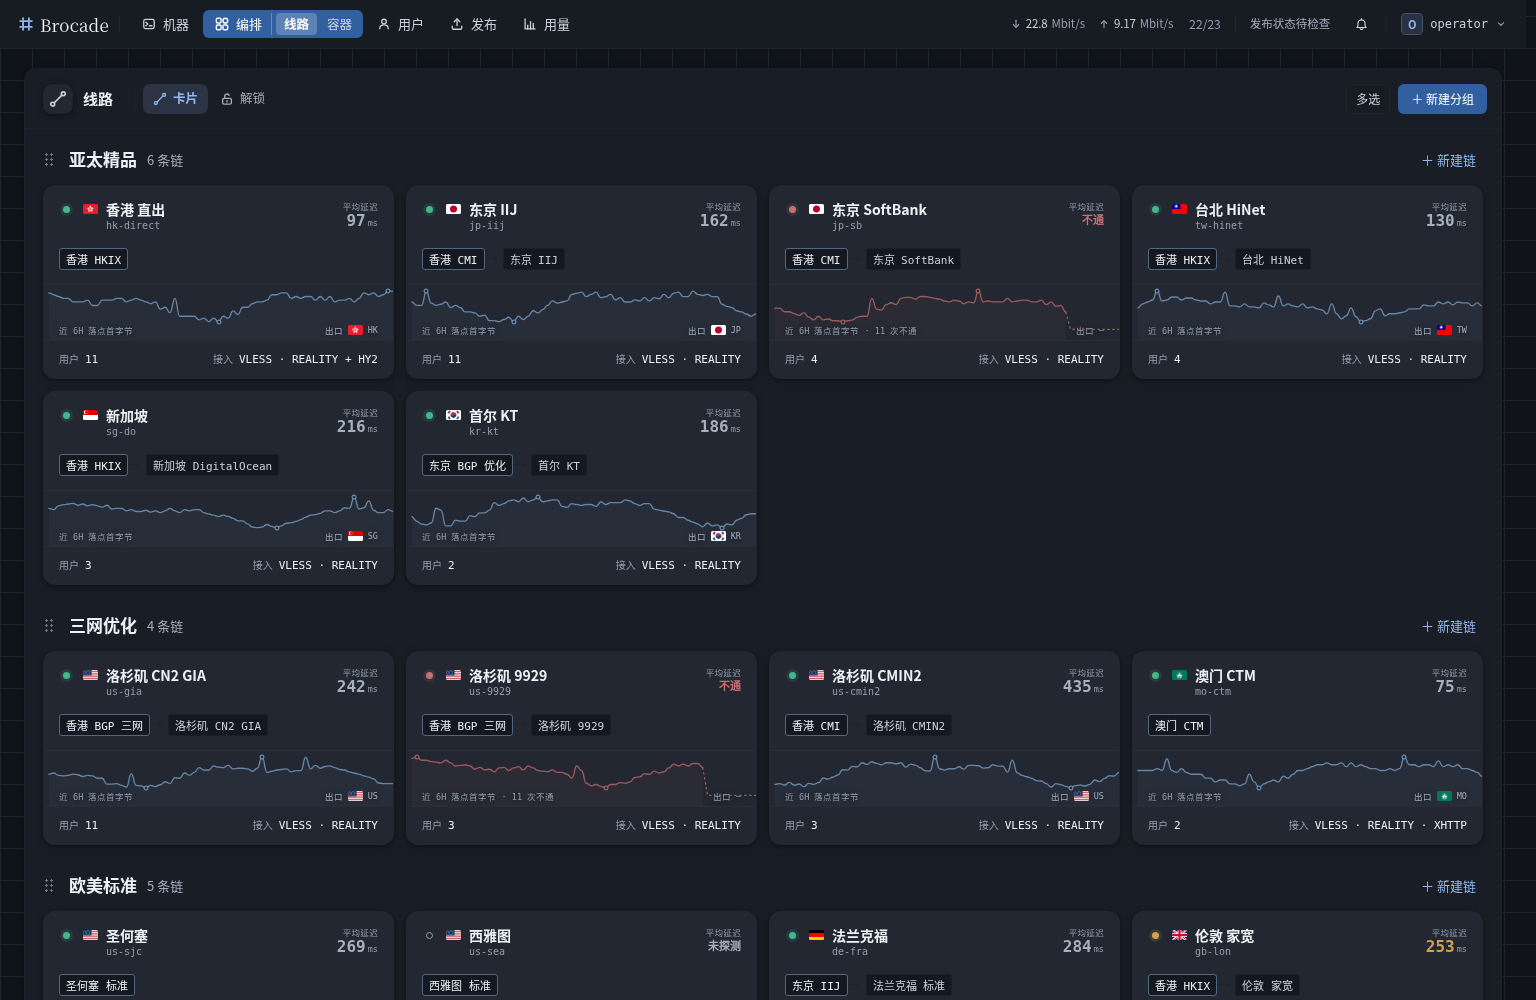 Brocade 机器 编排 线路 容器 用户 发布 用量 ↓ 22.8 Mbit/s ↑ 9.17 Mbit/s 22/23 发布状态待检查 O operator
线路 卡片 解锁 多选 + 新建分组
亚太精品 6 条链 + 新建链
香港 直出 平均延迟
hk-direct 97 ms
香港 HKIX
近 6H 落点首字节 出口 HK
用户 11 接入 VLESS · REALITY + HY2
东京 IIJ 平均延迟
jp-iij 162 ms
香港 CMI 东京 IIJ
近 6H 落点首字节 出口 JP
用户 11 接入 VLESS · REALITY
东京 SoftBank 平均延迟
jp-sb 不通
香港 CMI 东京 SoftBank
近 6H 落点首字节 · 11 次不通 出口
用户 4 接入 VLESS · REALITY
台北 HiNet 平均延迟
tw-hinet 130 ms
香港 HKIX 台北 HiNet
近 6H 落点首字节 出口 TW
用户 4 接入 VLESS · REALITY
新加坡 平均延迟
sg-do 216 ms
香港 HKIX 新加坡 DigitalOcean
近 6H 落点首字节 出口 SG
用户 3 接入 VLESS · REALITY
首尔 KT 平均延迟
kr-kt 186 ms
东京 BGP 优化 首尔 KT
近 6H 落点首字节 出口 KR
用户 2 接入 VLESS · REALITY
三网优化 4 条链 + 新建链
洛杉矶 CN2 GIA 平均延迟
us-gia 242 ms
香港 BGP 三网 洛杉矶 CN2 GIA
近 6H 落点首字节 出口 US
用户 11 接入 VLESS · REALITY
洛杉矶 9929 平均延迟
us-9929 不通
香港 BGP 三网 洛杉矶 9929
近 6H 落点首字节 · 11 次不通 出口
用户 3 接入 VLESS · REALITY
洛杉矶 CMIN2 平均延迟
us-cmin2 435 ms
香港 CMI 洛杉矶 CMIN2
近 6H 落点首字节 出口 US
用户 3 接入 VLESS · REALITY
澳门 CTM 平均延迟
mo-ctm 75 ms
澳门 CTM
近 6H 落点首字节 出口 MO
用户 2 接入 VLESS · REALITY · XHTTP
欧美标准 5 条链 + 新建链
圣何塞 平均延迟
us-sjc 269 ms
圣何塞 标准
西雅图 平均延迟
us-sea 未探测
西雅图 标准
法兰克福 平均延迟
de-fra 284 ms
东京 IIJ 法兰克福 标准
伦敦 家宽 平均延迟
gb-lon 253 ms
香港 HKIX 伦敦 家宽